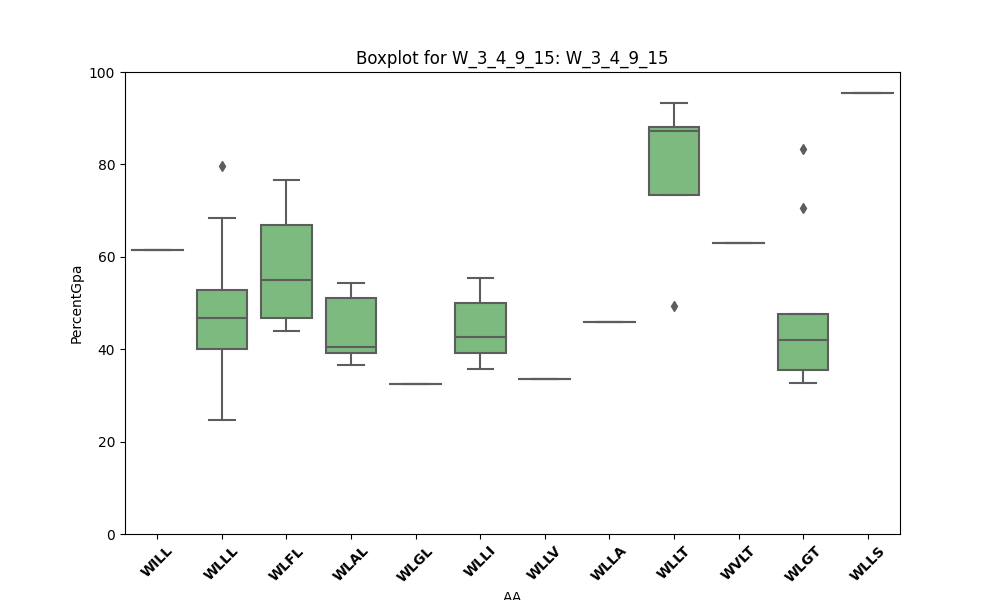 Boxplot for W_3_4_9_15: W_3_4_9_15
100
80
60
40
20
0
PercentGpa
WILL WLLL WLFL WLAL WLGL WLLI WLLV WLLA WLLT WVLT WLGT WLLS
AA